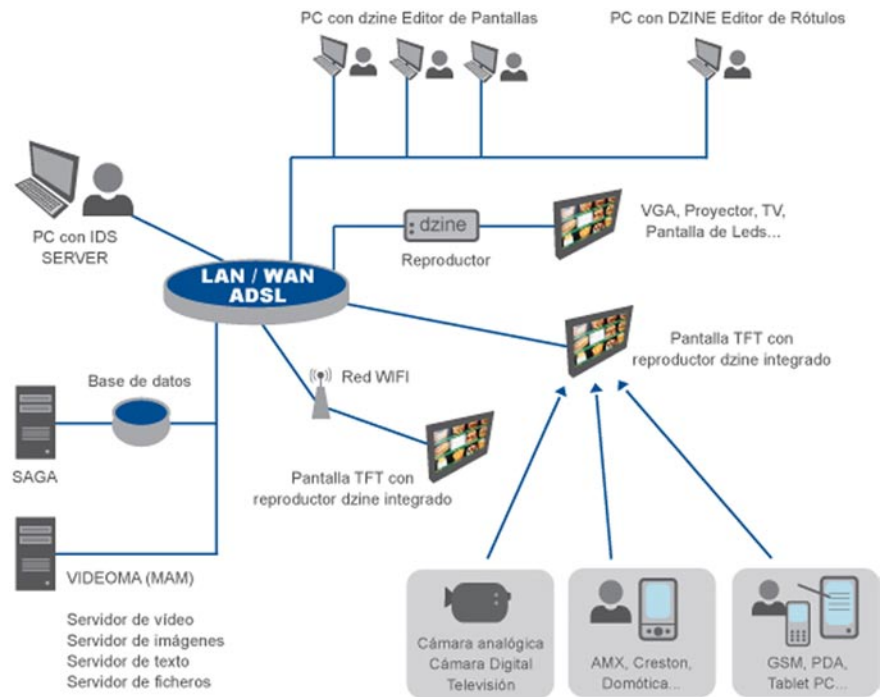 PC con dzine Editor de Pantallas
PC con DZINE Editor de Rótulos
PC con IDS
SERVER
dzine
Reproductor
VGA, Proyector, TV,
Pantalla de Leds...
LAN / WAN
ADSL
Pantalla TFT con
reproductor dzine integrado
Base de datos
Red WIFI
SAGA
Pantalla TFT con
reproductor dzine integrado
VIDEOMA (MAM)
Servidor de vídeo
Servidor de imágenes
Servidor de texto
Servidor de ficheros
Cámara analógica
Cámara Digital
Televisión
AMX, Creston,
Domótica...
GSM, PDA,
Tablet PC...